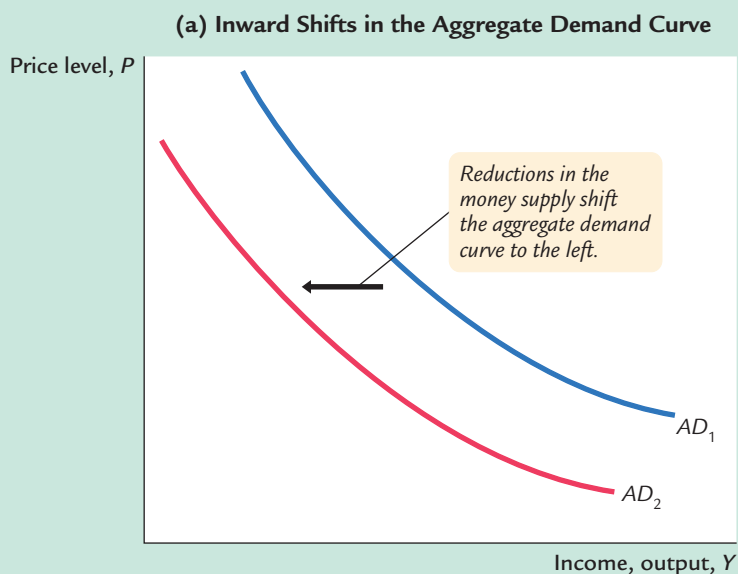 (a) Inward Shifts in the Aggregate Demand Curve
Price level, P
Reductions in the
money supply shift
the aggregate demand
curve to the left.
AD1
AD2
Income, output, Y